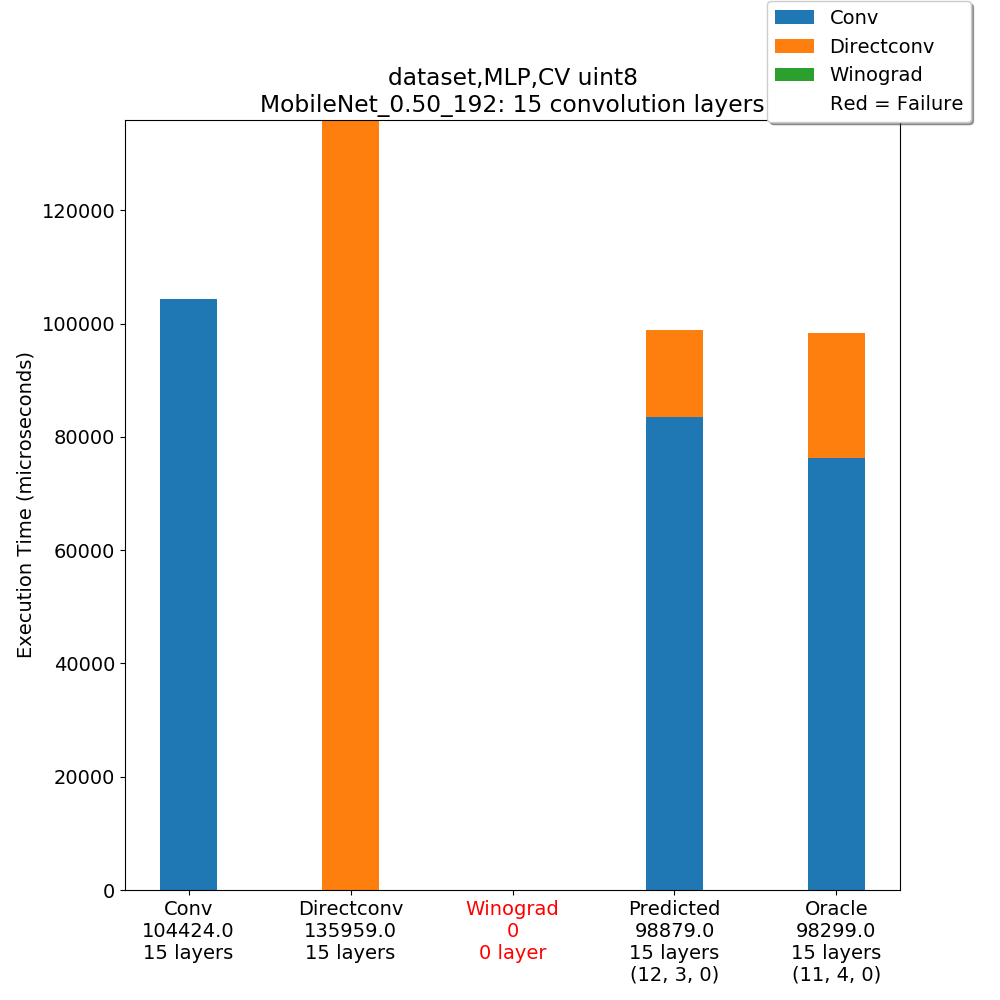 Conv
Directconv
Winograd
Red = Failure
dataset,MLP,CV uint8
MobileNet_0.50_192: 15 convolution layers
Execution Time (microseconds)
120000
100000
80000
60000
40000
20000
0
Conv
104424.0
15 layers
Directconv
135959.0
15 layers
Winograd
0
0 layer
Predicted
98879.0
15 layers
(12, 3, 0)
Oracle
98299.0
15 layers
(11, 4, 0)